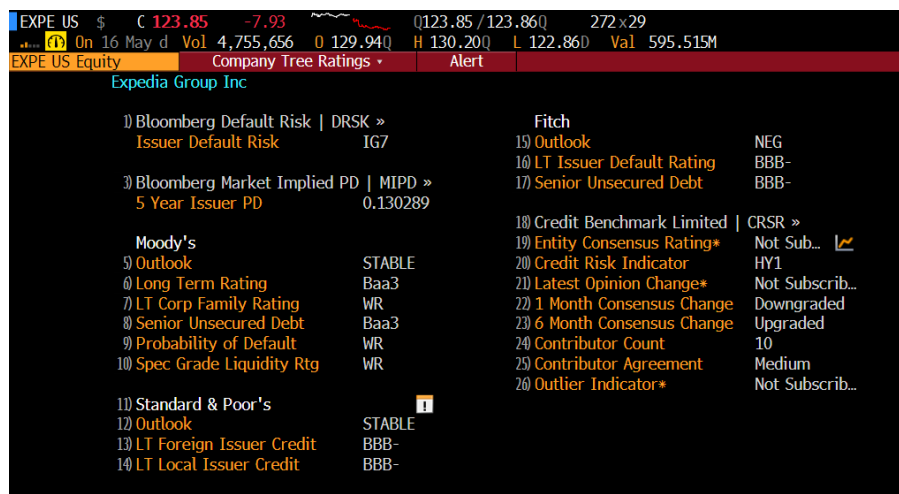 EXPE US $ C 123.85 -7.93 Q123.85/123.86Q 272x29
On 16 May d Vol 4,755,656 O 129.94Q H 130.20Q L 122.86D Val 595.515M
EXPE US Equity Company Tree Ratings Alert
Expedia Group Inc
1) Bloomberg Default Risk | DRSK »
Issuer Default Risk IG7
3) Bloomberg Market Implied PD | MIPD »
5 Year Issuer PD 0.130289
Moody's
5) Outlook STABLE
6) Long Term Rating Baa3
7) LT Corp Family Rating WR
8) Senior Unsecured Debt Baa3
9) Probability of Default WR
10) Spec Grade Liquidity Rtg WR
11) Standard & Poor's
12) Outlook STABLE
13) LT Foreign Issuer Credit BBB-
14) LT Local Issuer Credit BBB-
Fitch
15) Outlook NEG
16) LT Issuer Default Rating BBB-
17) Senior Unsecured Debt BBB-
18) Credit Benchmark Limited | CRSR »
19) Entity Consensus Rating* Not Sub...
20) Credit Risk Indicator HY1
21) Latest Opinion Change* Not Subscrib...
22) 1 Month Consensus Change Downgraded
23) 6 Month Consensus Change Upgraded
24) Contributor Count 10
25) Contributor Agreement Medium
26) Outlier Indicator* Not Subscrib...